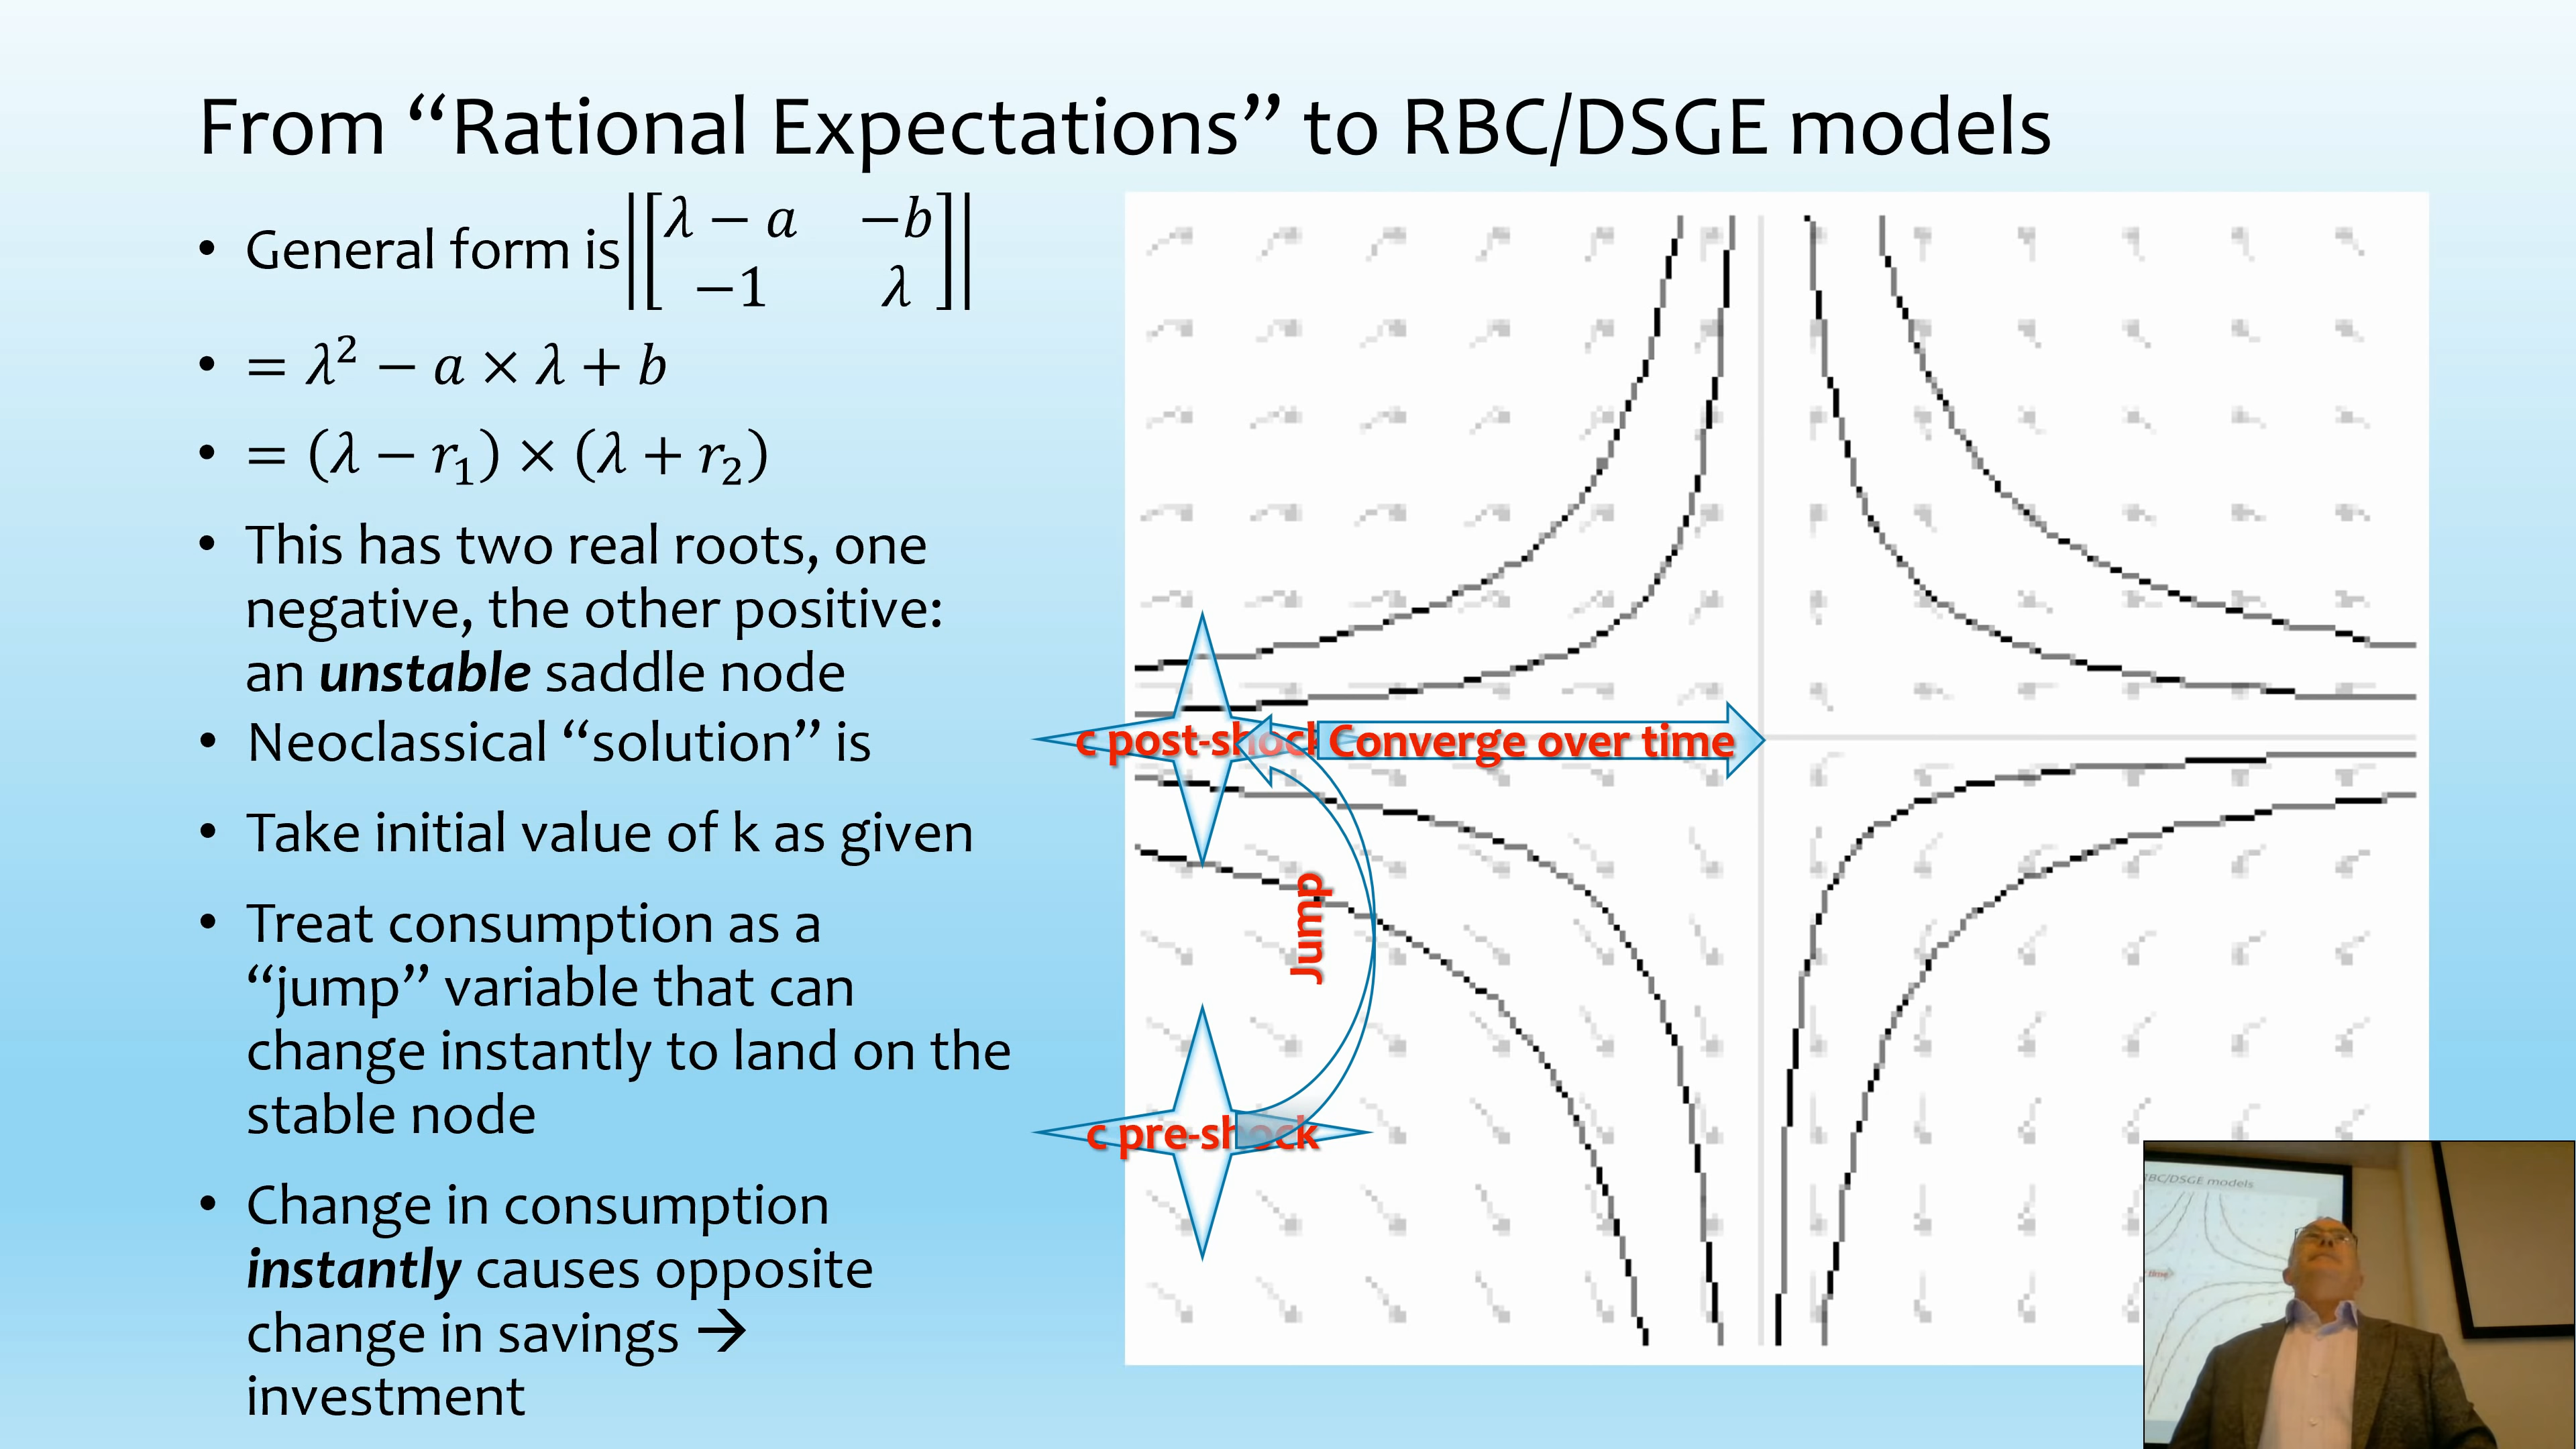 From “Rational Expectations” to RBC/DSGE models
• General form is |[λ − a −b
−1 λ]|
• = λ² − a × λ + b
• = (λ − r₁) × (λ + r₂)
• This has two real roots, one
negative, the other positive:
an unstable saddle node
• Neoclassical “solution” is
• Take initial value of k as given
• Treat consumption as a
“jump” variable that can
change instantly to land on the
stable node
• Change in consumption
instantly causes opposite
change in savings →
investment
c post-shock
Converge over time
Jump
c pre-shock
RBC/DSGE models
time